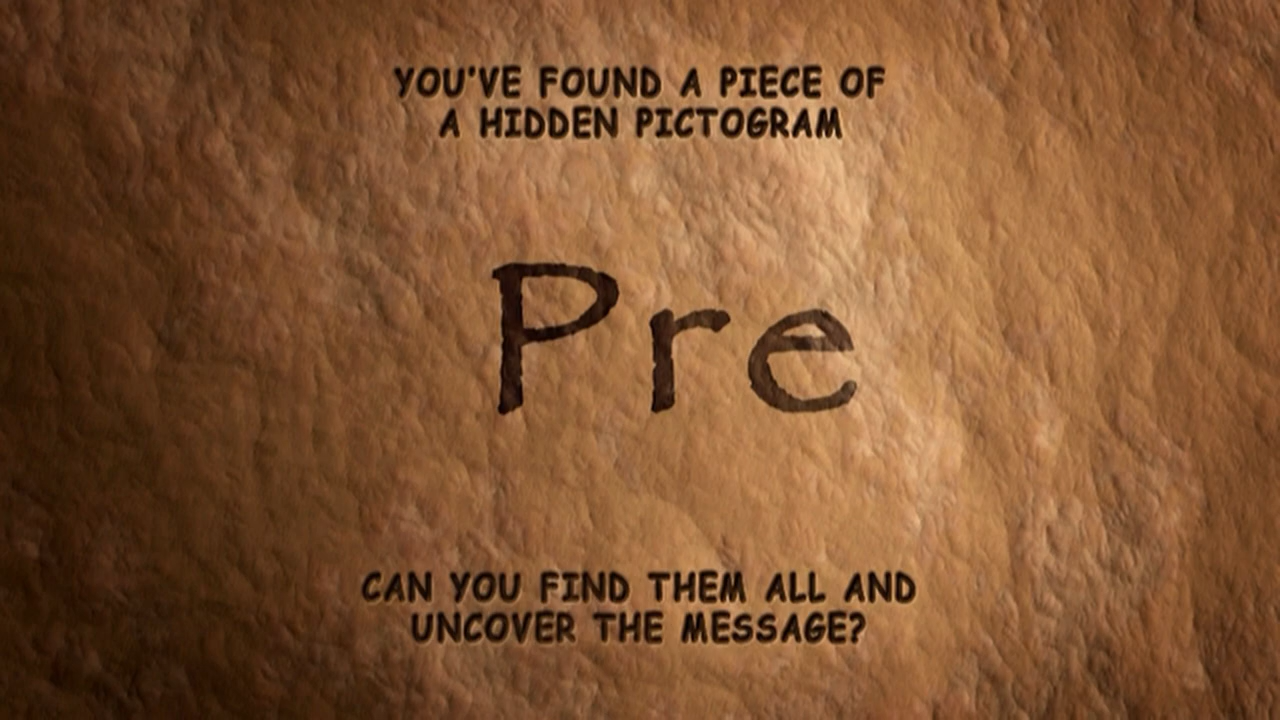 YOU'VE FOUND A PIECE OF
A HIDDEN PICTOGRAM
Pre
CAN YOU FIND THEM ALL AND
UNCOVER THE MESSAGE?